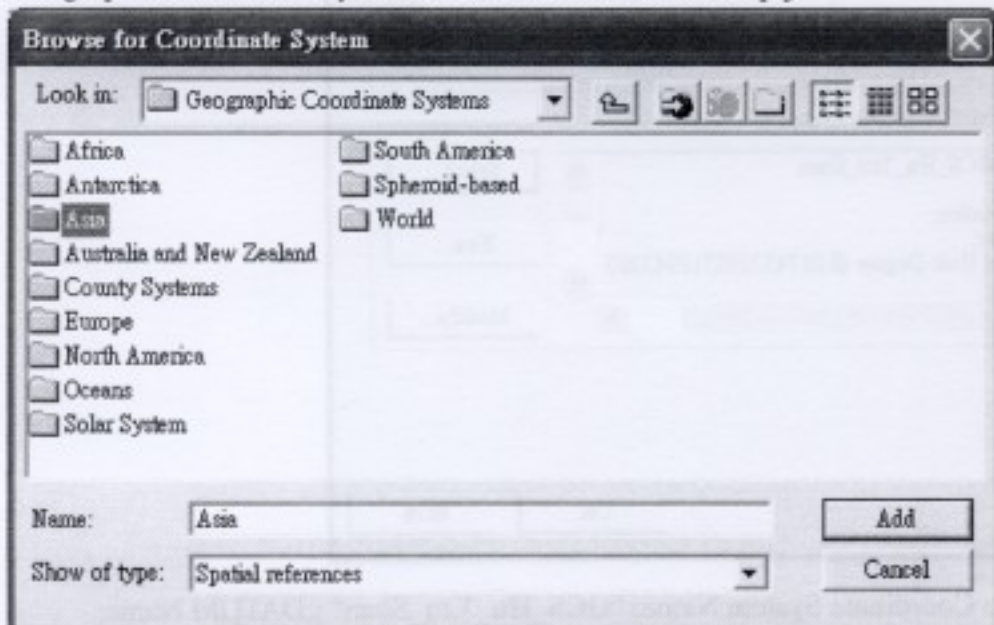 Browse for Coordinate System
Look in: Geographic Coordinate Systems
Africa
Antarctica
Asia
Australia and New Zealand
County Systems
Europe
North America
Oceans
Solar System
South America
Spheroid-based
World
Name: Asia
Add
Show of type: Spatial references
Cancel